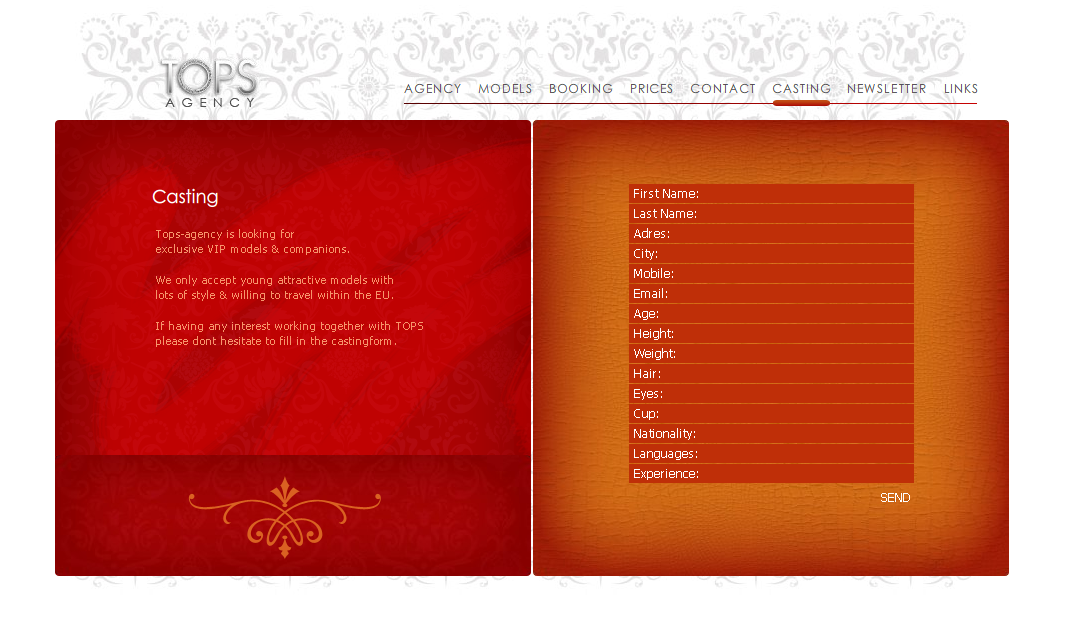 TOPS
AGENCY
AGENCY MODELS BOOKING PRICES CONTACT CASTING NEWSLETTER LINKS
Casting
Tops-agency is looking for
exclusive VIP models & companions.
We only accept young attractive models with
lots of style & willing to travel within the EU.
If having any interest working together with TOPS
please dont hesitate to fill in the castingform.
First Name:
Last Name:
Adres:
City:
Mobile:
Email:
Age:
Height:
Weight:
Hair:
Eyes:
Cup:
Nationality:
Languages:
Experience:
SEND